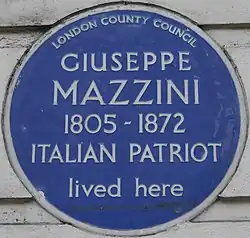 LONDON COUNTY COUNCIL
GIUSEPPE
MAZZINI
1805 - 1872
ITALIAN PATRIOT
lived here